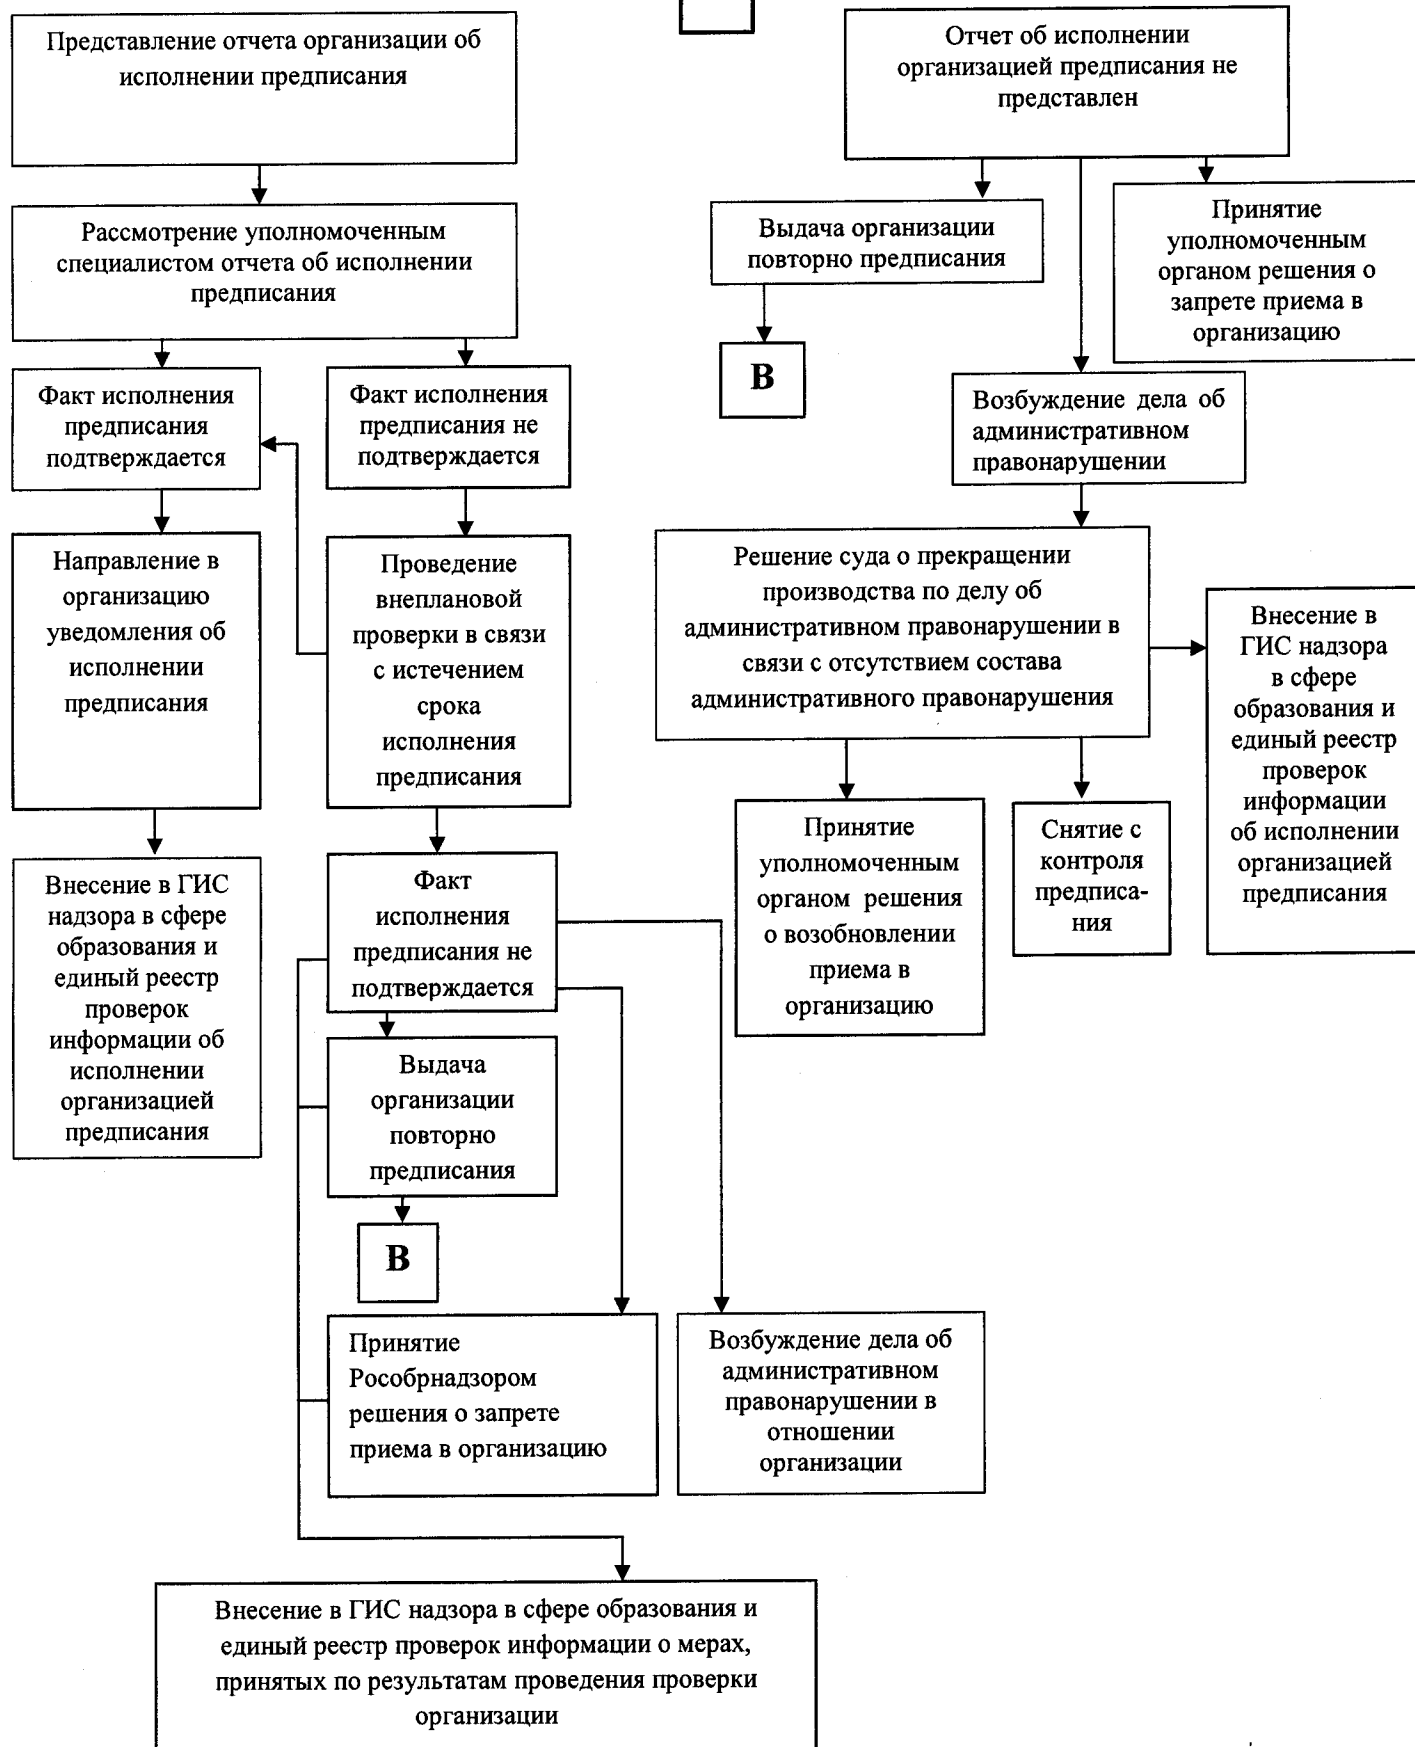 Представление отчета организации об
исполнении предписания
Отчет об исполнении
организацией предписания не
представлен
Рассмотрение уполномоченным
специалистом отчета об исполнении
предписания
Выдача организации
повторно предписания
Принятие
уполномоченным
органом решения о
запрете приема в
организацию
В
Факт исполнения
предписания
подтверждается
Факт исполнения
предписания не
подтверждается
Возбуждение дела об
административном
правонарушении
Направление в
организацию
уведомления об
исполнении
предписания
Проведение
внеплановой
проверки в связи
с истечением
срока
исполнения
предписания
Решение суда о прекращении
производства по делу об
административном правонарушении в
связи с отсутствием состава
административного правонарушения
Внесение в
ГИС надзора
в сфере
образования и
единый реестр
проверок
информации
об исполнении
организацией
предписания
Принятие
уполномоченным
органом решения
о возобновлении
приема в
организацию
Снятие с
контроля
предписа-
ния
Внесение в ГИС
надзора в сфере
образования и
единый реестр
проверок
информации об
исполнении
организацией
предписания
Факт
исполнения
предписания не
подтверждается
Выдача
организации
повторно
предписания
В
Принятие
Рособрнадзором
решения о запрете
приема в организацию
Возбуждение дела об
административном
правонарушении в
отношении
организации
Внесение в ГИС надзора в сфере образования и
единый реестр проверок информации о мерах,
принятых по результатам проведения проверки
организации